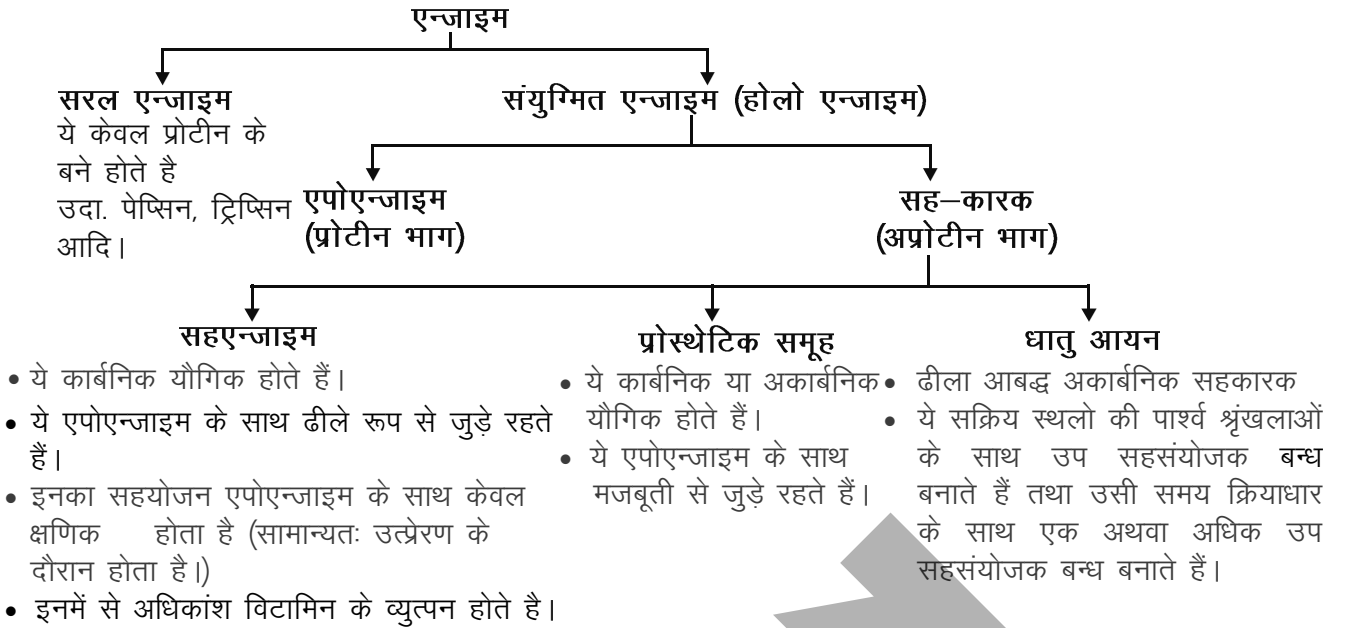 एन्जाइम
सरल एन्जाइम
ये केवल प्रोटीन के
बने होते है
उदा. पेप्सिन, ट्रिप्सिन
आदि।
संयुग्मित एन्जाइम (होलो एन्जाइम)
एपोएन्जाइम
(प्रोटीन भाग)
सह–कारक
(अप्रोटीन भाग)
सहएन्जाइम
• ये कार्बनिक यौगिक होते हैं।
• ये एपोएन्जाइम के साथ ढीले रूप से जुड़े रहते
हैं।
• इनका सहयोजन एपोएन्जाइम के साथ केवल
क्षणिक होता है (सामान्यतः उत्प्रेरण के
दौरान होता है।)
• इनमें से अधिकांश विटामिन के व्युत्पन होते है।
प्रोस्थेटिक समूह
• ये कार्बनिक या अकार्बनिक
यौगिक होते हैं।
• ये एपोएन्जाइम के साथ
मजबूती से जुड़े रहते हैं।
धातु आयन
• ढीला आबद्ध अकार्बनिक सहकारक
• ये सक्रिय स्थलो की पार्श्व श्रृंखलाओं
के साथ उप सहसंयोजक बन्ध
बनाते हैं तथा उसी समय क्रियाधार
के साथ एक अथवा अधिक उप
सहसंयोजक बन्ध बनाते हैं।